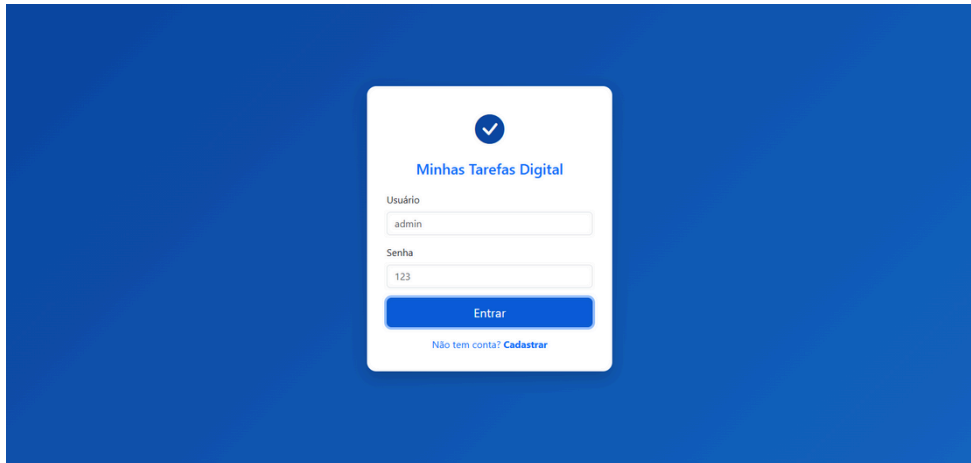 Minhas Tarefas Digital
Usuário
admin
Senha
123
Entrar
Não tem conta? Cadastrar